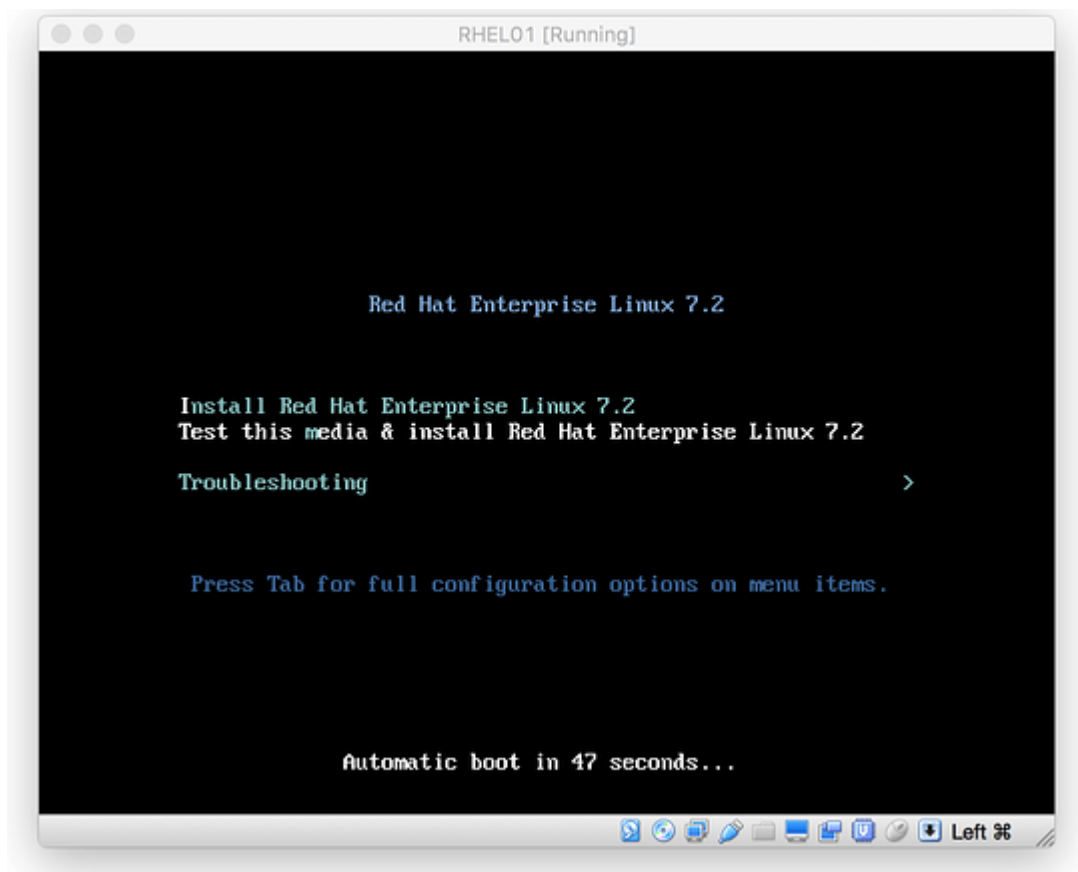 RHEL01 [Running]
Red Hat Enterprise Linux 7.2
Install Red Hat Enterprise Linux 7.2
Test this media & install Red Hat Enterprise Linux 7.2
Troubleshooting >
Press Tab for full configuration options on menu items.
Automatic boot in 47 seconds...
Left ⌘